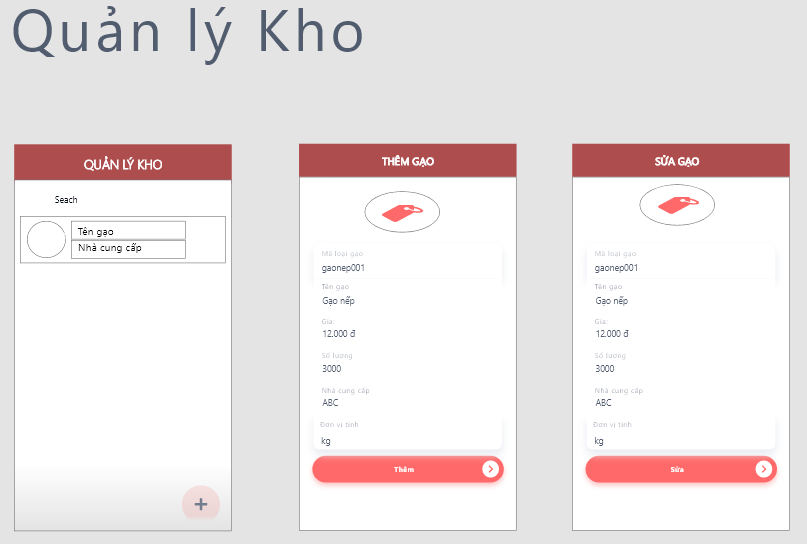 Quản lý Kho
QUẢN LÝ KHO
Seach
Tên gạo
Nhà cung cấp
THÊM GẠO
Mã loại gạo
gaonep001
Tên gạo
Gạo nếp
Gía:
12.000 đ
Số lượng
3000
Nhà cung cấp
ABC
Đơn vị tính
kg
Thêm
SỬA GẠO
Mã loại gạo
gaonep001
Tên gạo
Gạo nếp
Gía:
12.000 đ
Số lượng
3000
Nhà cung cấp
ABC
Đơn vị tính
kg
Sửa